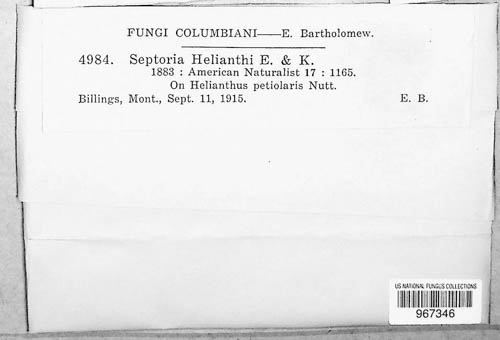 FUNGI COLUMBIANI——E. Bartholomew.
4984. Septoria Helianthi E. & K.
1883 : American Naturalist 17 : 1165.
On Helianthus petiolaris Nutt.
Billings, Mont., Sept. 11, 1915. E. B.
US NATIONAL FUNGUS COLLECTIONS
967346